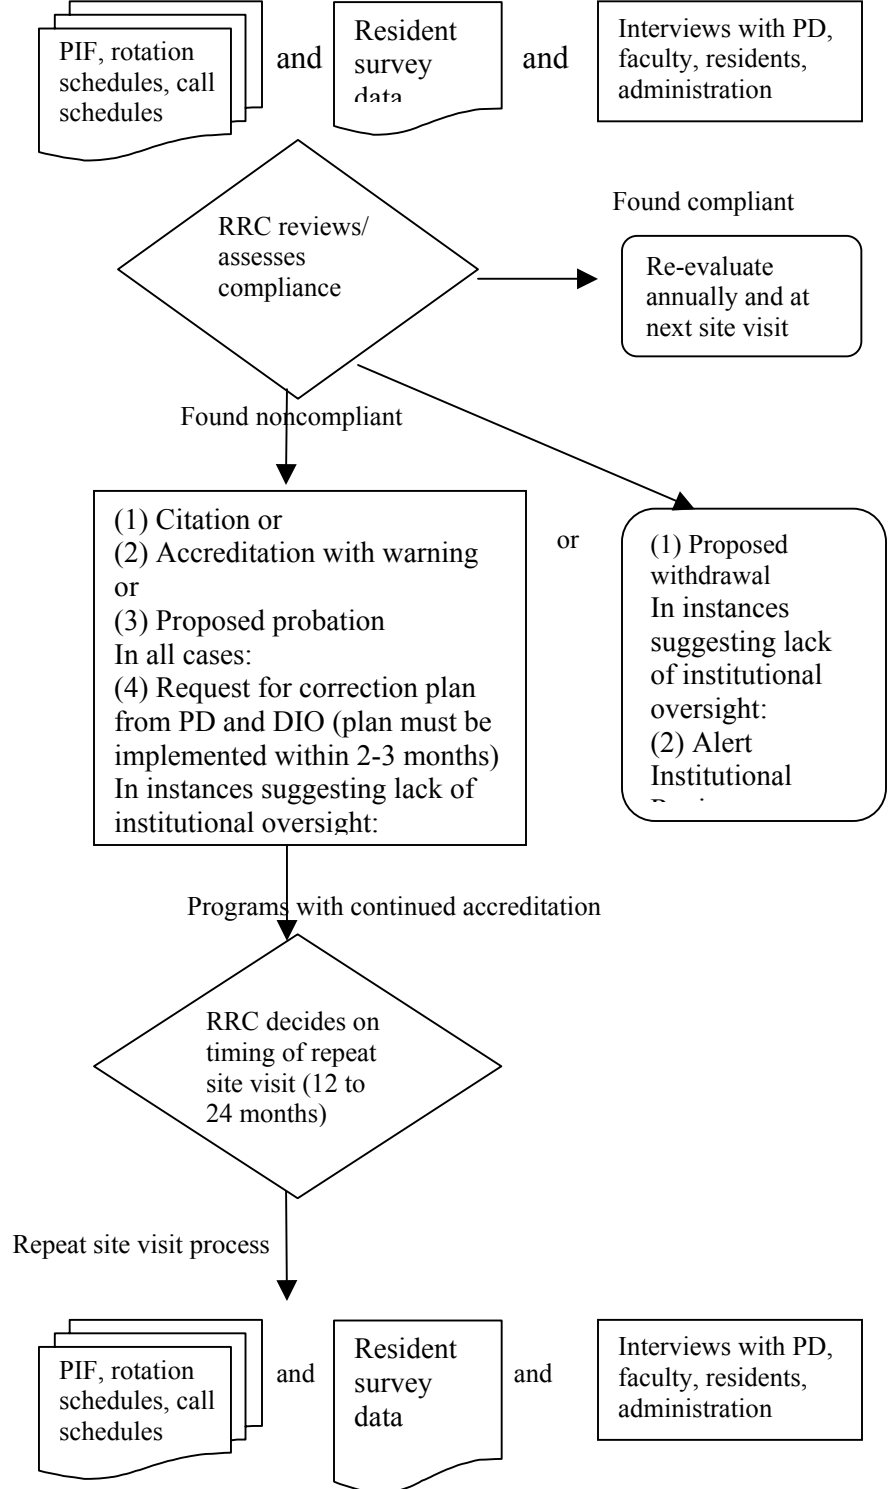 PIF, rotation
schedules, call
schedules
and
Resident
survey
data
and
Interviews with PD,
faculty, residents,
administration
RRC reviews/
assesses
compliance
Found compliant
Re-evaluate
annually and at
next site visit
Found noncompliant
(1) Citation or
(2) Accreditation with warning
or
(3) Proposed probation
In all cases:
(4) Request for correction plan
from PD and DIO (plan must be
implemented within 2-3 months)
In instances suggesting lack of
institutional oversight:
or
(1) Proposed
withdrawal
In instances
suggesting lack
of institutional
oversight:
(2) Alert
Institutional
Programs with continued accreditation
RRC decides on
timing of repeat
site visit (12 to
24 months)
Repeat site visit process
PIF, rotation
schedules, call
schedules
and
Resident
survey
data
and
Interviews with PD,
faculty, residents,
administration